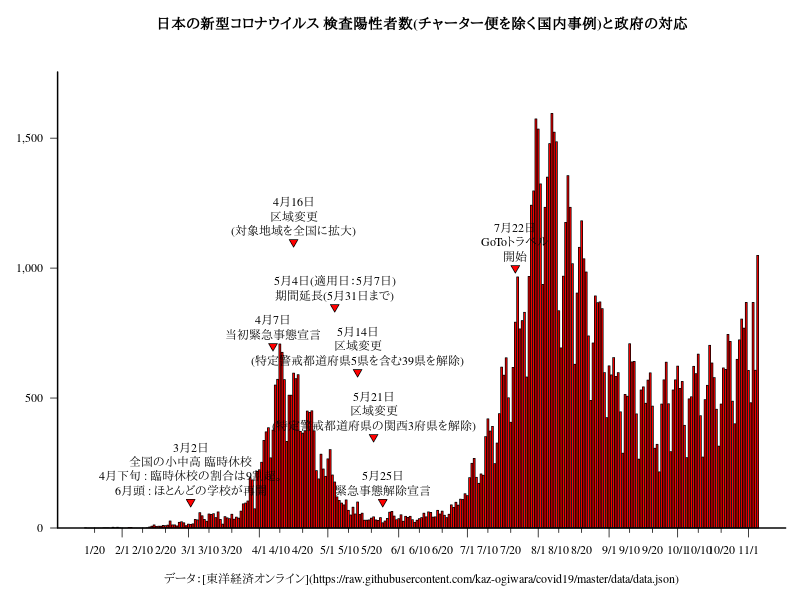 日本の新型コロナウイルス 検査陽性者数(チャーター便を除く国内事例)と政府の対応
1,500
1,000
500
0
4月16日
区域変更
(対象地域を全国に拡大)
7月22日
GoToトラベル
開始
5月4日(適用日：5月7日)
期間延長(5月31日まで)
4月7日
当初緊急事態宣言
5月14日
区域変更
(特定警戒都道府県5県を含む39県を解除)
5月21日
区域変更
(特定警戒都道府県の関西3府県を解除)
3月2日
全国の小中高 臨時休校
4月下旬 : 臨時休校の割合は9割超
6月頭 : ほとんどの学校が再開
5月25日
緊急事態解除宣言
1/20 2/1 2/10 2/20 3/1 3/10 3/20 4/1 4/10 4/20 5/1 5/10 5/20 6/1 6/10 6/20 7/1 7/10 7/20 8/1 8/10 8/20 9/1 9/10 9/20 10/1 10/10 10/20 11/1
データ：[東洋経済オンライン](https://raw.githubusercontent.com/kaz-ogiwara/covid19/master/data/data.json)